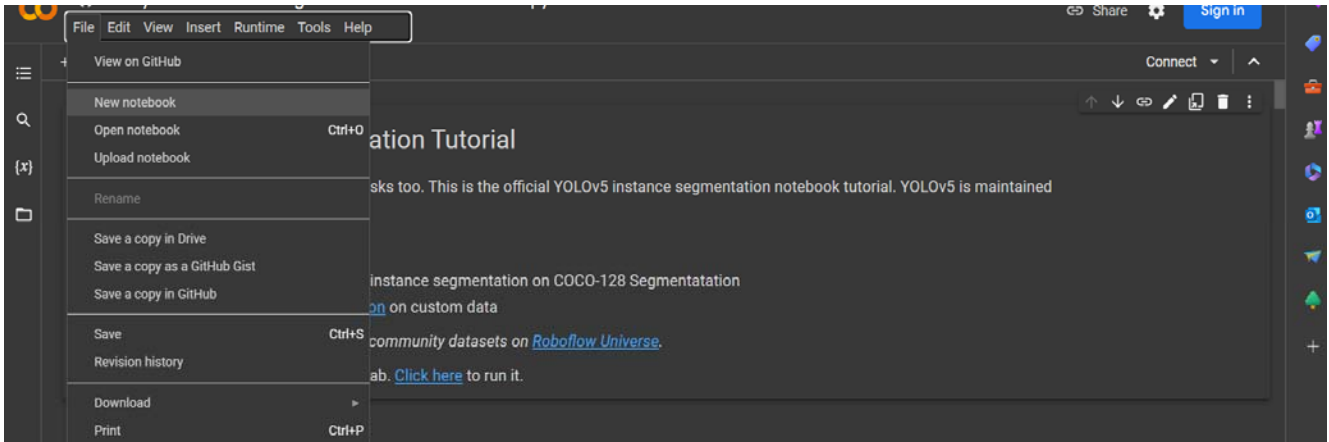 Share Sign in
File Edit View Insert Runtime Tools Help
View on GitHub
Connect
New notebook
Open notebook Ctrl+O
ation Tutorial
Upload notebook
{x}
sks too. This is the official YOLOv5 instance segmentation notebook tutorial. YOLOv5 is maintained
Rename
Save a copy in Drive
Save a copy as a GitHub Gist
instance segmentation on COCO-128 Segmentatation
Save a copy in GitHub
on on custom data
Save Ctrl+S
community datasets on Roboflow Universe.
Revision history
ab. Click here to run it.
Download
Print Ctrl+P